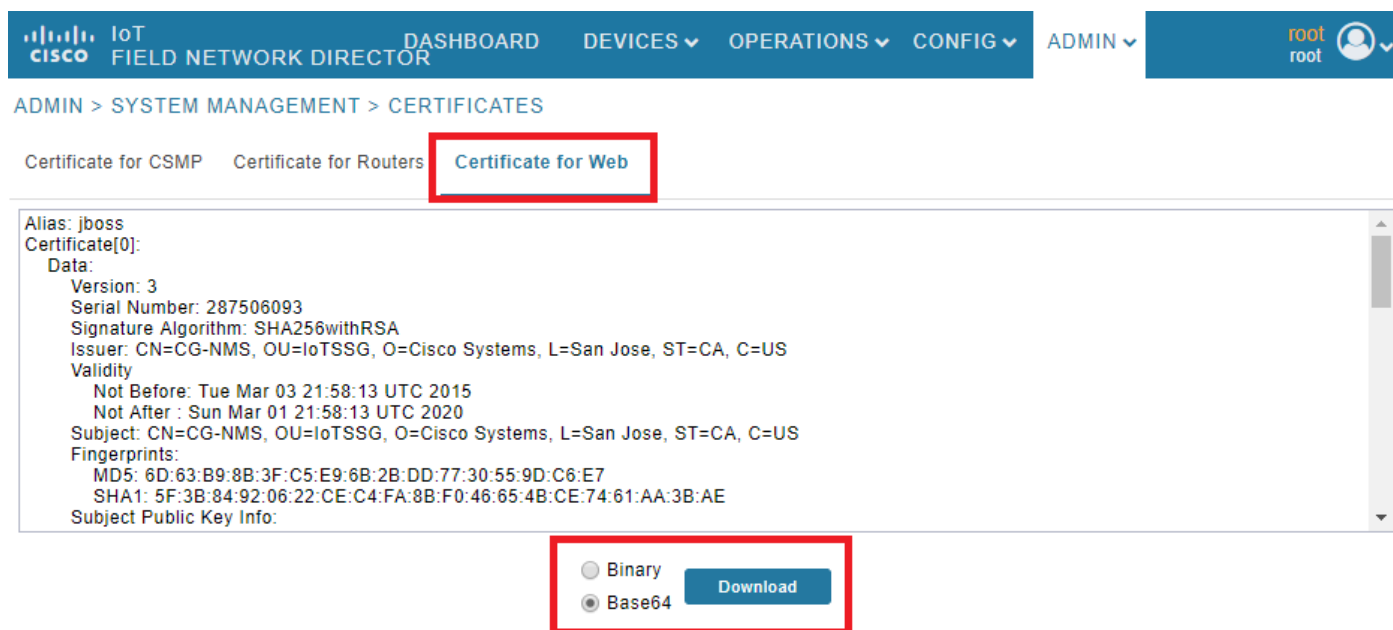 IoT
cisco FIELD NETWORK DIRECTOR
DASHBOARD DEVICES OPERATIONS CONFIG ADMIN root
root
ADMIN > SYSTEM MANAGEMENT > CERTIFICATES
Certificate for CSMP Certificate for Routers Certificate for Web
Alias: jboss
Certificate[0]:
Data:
Version: 3
Serial Number: 287506093
Signature Algorithm: SHA256withRSA
Issuer: CN=CG-NMS, OU=IoTSSG, O=Cisco Systems, L=San Jose, ST=CA, C=US
Validity
Not Before: Tue Mar 03 21:58:13 UTC 2015
Not After : Sun Mar 01 21:58:13 UTC 2020
Subject: CN=CG-NMS, OU=IoTSSG, O=Cisco Systems, L=San Jose, ST=CA, C=US
Fingerprints:
MD5: 6D:63:B9:8B:3F:C5:E9:6B:2B:DD:77:30:55:9D:C6:E7
SHA1: 5F:3B:84:92:06:22:CE:C4:FA:8B:F0:46:65:4B:CE:74:61:AA:3B:AE
Subject Public Key Info:
Binary
Base64
Download